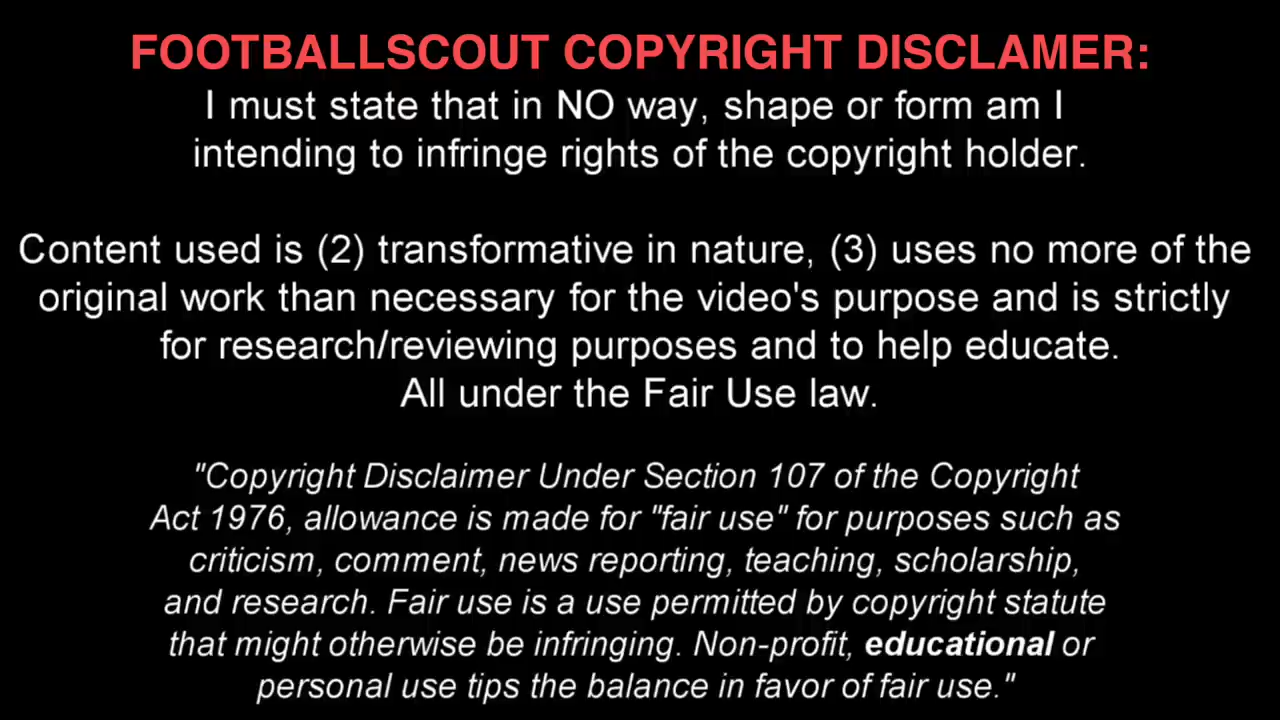 FOOTBALLSCOUT COPYRIGHT DISCLAMER:
I must state that in NO way, shape or form am I
intending to infringe rights of the copyright holder.
Content used is (2) transformative in nature, (3) uses no more of the
original work than necessary for the video's purpose and is strictly
for research/reviewing purposes and to help educate.
All under the Fair Use law.
"Copyright Disclaimer Under Section 107 of the Copyright
Act 1976, allowance is made for "fair use" for purposes such as
criticism, comment, news reporting, teaching, scholarship,
and research. Fair use is a use permitted by copyright statute
that might otherwise be infringing. Non-profit, educational or
personal use tips the balance in favor of fair use."